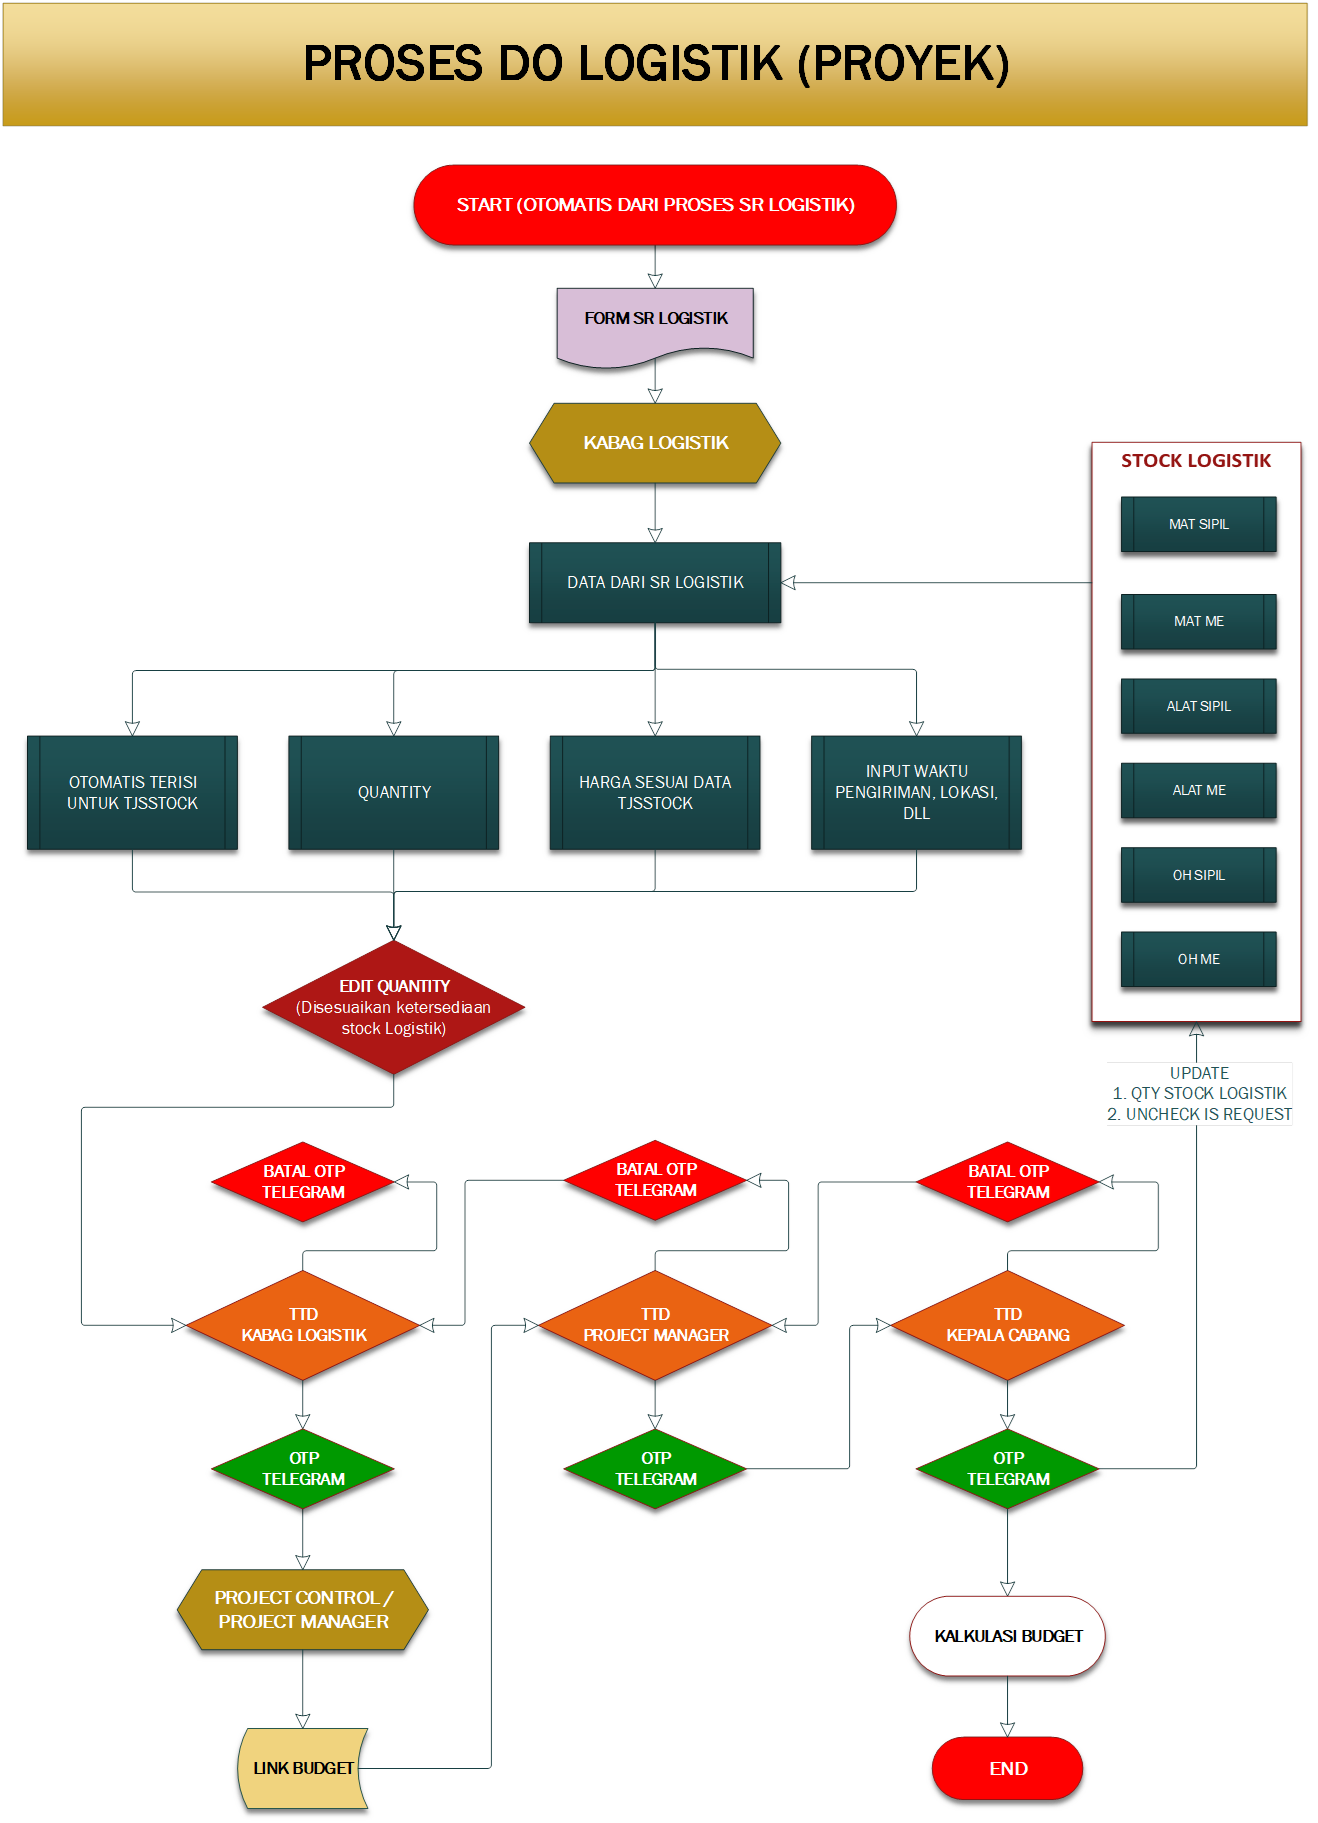 PROSES DO LOGISTIK (PROYEK)
START (OTOMATIS DARI PROSES SR LOGISTIK)
FORM SR LOGISTIK
KABAG LOGISTIK
DATA DARI SR LOGISTIK
STOCK LOGISTIK
MAT SIPIL
MAT ME
ALAT SIPIL
ALAT ME
OH SIPIL
OH ME
OTOMATIS TERISI
UNTUK TJSSTOCK
QUANTITY
HARGA SESUAI DATA
TJSSTOCK
INPUT WAKTU
PENGIRIMAN, LOKASI,
DLL
EDIT QUANTITY
(Disesuaikan ketersediaan
stock Logistik)
UPDATE
1. QTY STOCK LOGISTIK
2. UNCHECK IS REQUEST
BATAL OTP
TELEGRAM
BATAL OTP
TELEGRAM
BATAL OTP
TELEGRAM
TTD
KABAG LOGISTIK
TTD
PROJECT MANAGER
TTD
KEPALA CABANG
OTP
TELEGRAM
OTP
TELEGRAM
OTP
TELEGRAM
PROJECT CONTROL /
PROJECT MANAGER
KALKULASI BUDGET
LINK BUDGET
END